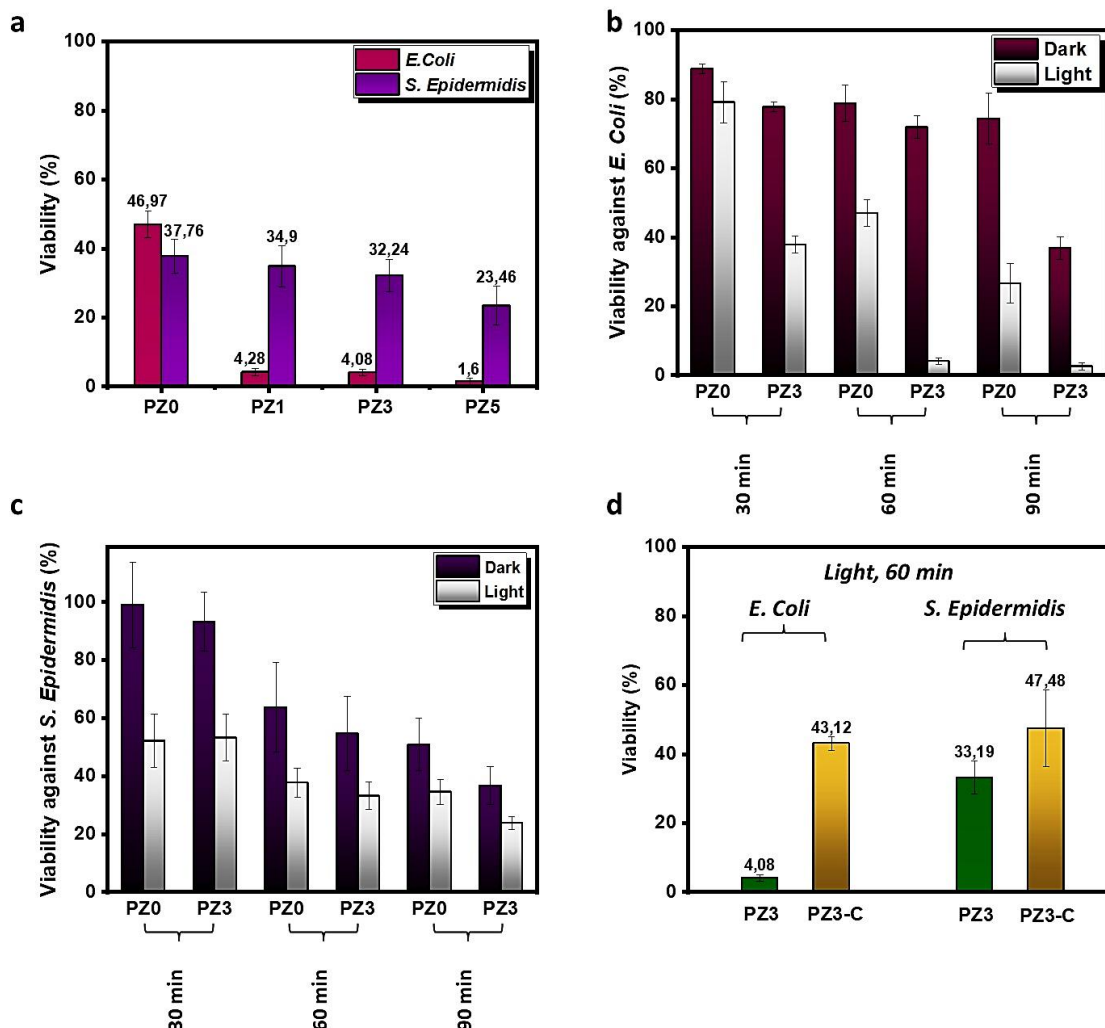 a
100
80
60
40
20
0
Viability (%)
E.Coli
S. Epidermidis
46,97
37,76
4,28
34,9
4,08
32,24
1,6
23,46
PZ0 PZ1 PZ3 PZ5
b
100
80
60
40
20
0
Viability against E. Coli (%)
Dark
Light
PZ0 PZ3 PZ0 PZ3 PZ0 PZ3
30 min 60 min 90 min
c
100
80
60
40
20
0
Viability against S. Epidermidis (%)
Dark
Light
PZ0 PZ3 PZ0 PZ3 PZ0 PZ3
30 min 60 min 90 min
d
100
80
60
40
20
0
Viability (%)
Light, 60 min
E. Coli S. Epidermidis
4,08
43,12
33,19
47,48
PZ3 PZ3-C PZ3 PZ3-C